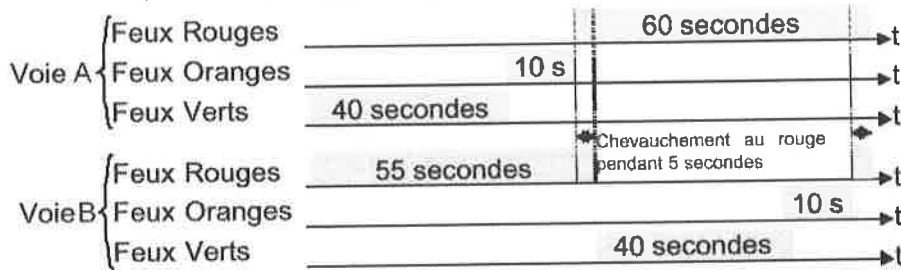 Feux Rouges 60 secondes t
Voie A Feux Oranges 10 s t
Feux Verts 40 secondes t
Chevauchement au rouge
pendant 5 secondes
Feux Rouges 55 secondes t
VoieB Feux Oranges 10 s t
Feux Verts 40 secondes t